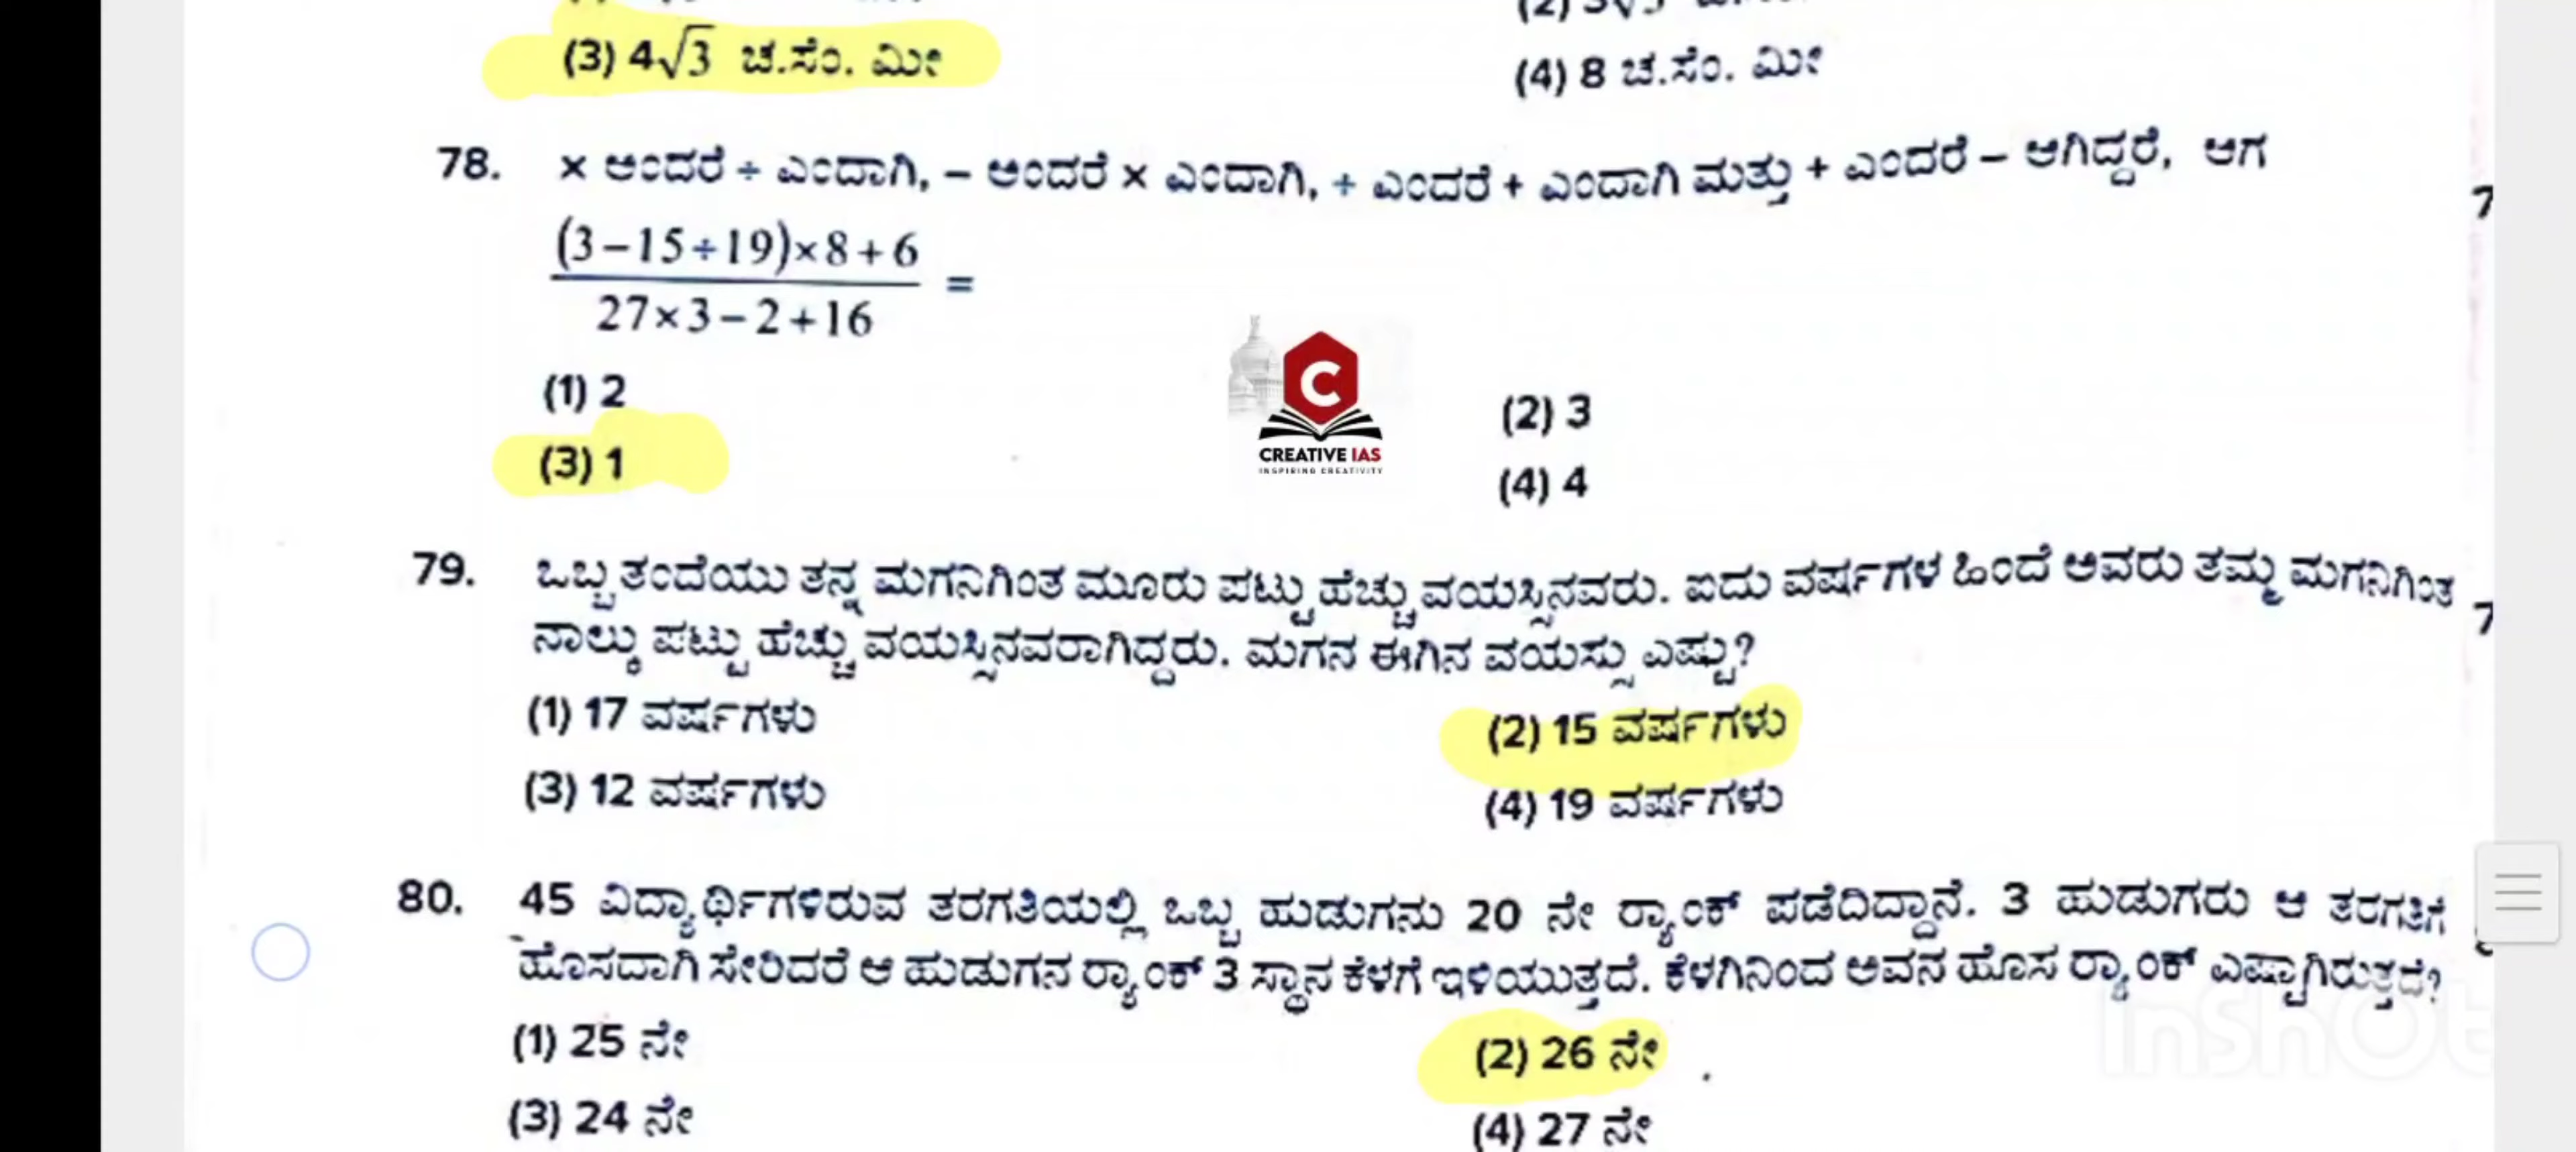 (3) 4√3 ಚ.ಸೆಂ. ಮೀ
(4) 8 ಚ.ಸೆಂ. ಮೀ
78. × ಅಂದರೆ ÷ ಎಂದಾಗಿ, – ಅಂದರೆ × ಎಂದಾಗಿ, ÷ ಎಂದರೆ + ಎಂದಾಗಿ ಮತ್ತು + ಎಂದರೆ – ಆಗಿದ್ದರೆ, ಆಗ
(3−15÷19)×8+6
=
27×3−2+16
(1) 2
(2) 3
(3) 1
(4) 4
C
CREATIVE IAS
INSPIRING CREATIVITY
79. ಒಬ್ಬ ತಂದೆಯು ತನ್ನ ಮಗನಿಗಿಂತ ಮೂರು ಪಟ್ಟು ಹೆಚ್ಚು ವಯಸ್ಸಿನವರು. ಐದು ವರ್ಷಗಳ ಹಿಂದೆ ಅವರು ತಮ್ಮ ಮಗನಿಗಿಂತ
ನಾಲ್ಕು ಪಟ್ಟು ಹೆಚ್ಚು ವಯಸ್ಸಿನವರಾಗಿದ್ದರು. ಮಗನ ಈಗಿನ ವಯಸ್ಸು ಎಷ್ಟು?
(1) 17 ವರ್ಷಗಳು
(2) 15 ವರ್ಷಗಳು
(3) 12 ವರ್ಷಗಳು
(4) 19 ವರ್ಷಗಳು
80. 45 ವಿದ್ಯಾರ್ಥಿಗಳಿರುವ ತರಗತಿಯಲ್ಲಿ ಒಬ್ಬ ಹುಡುಗನು 20 ನೇ ರ‍್ಯಾಂಕ್ ಪಡೆದಿದ್ದಾನೆ. 3 ಹುಡುಗರು ಆ ತರಗತಿಗೆ
ಹೊಸದಾಗಿ ಸೇರಿದರೆ ಆ ಹುಡುಗನ ರ‍್ಯಾಂಕ್ 3 ಸ್ಥಾನ ಕೆಳಗೆ ಇಳಿಯುತ್ತದೆ. ಕೆಳಗಿನಿಂದ ಅವನ ಹೊಸ ರ‍್ಯಾಂಕ್ ಎಷ್ಟಾಗಿರುತ್ತದೆ?
InShOt
(1) 25 ನೇ
(2) 26 ನೇ
(3) 24 ನೇ
(4) 27 ನೇ